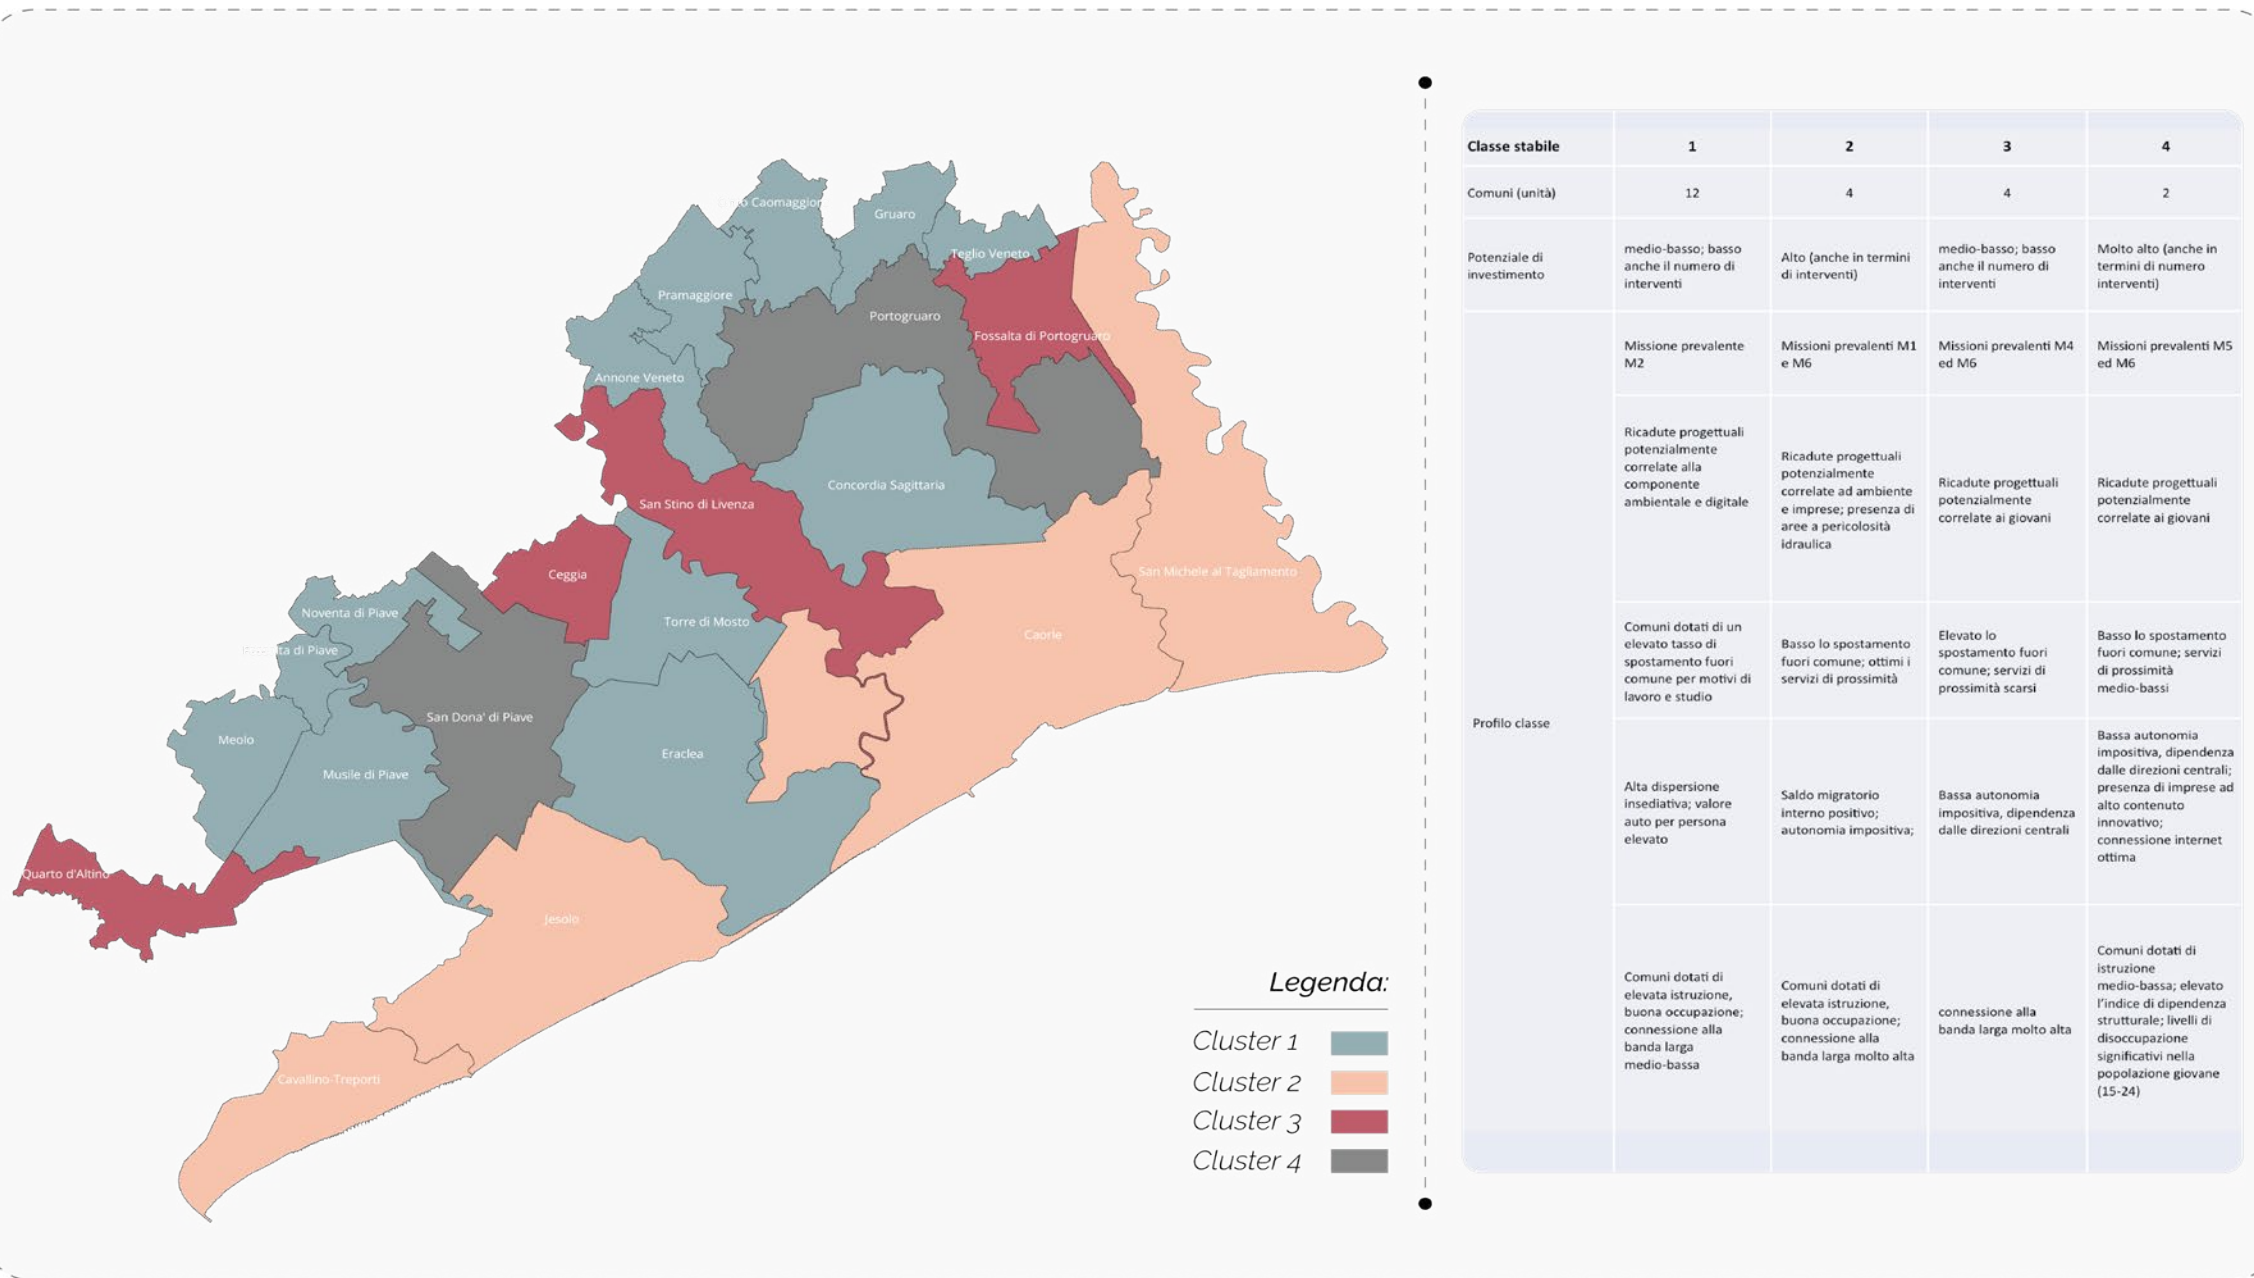 Caomaggior
Gruaro
Teglio Veneto
Pramaggiore
Portogruaro
Fossalta di Portogruaro
Annone Veneto
Concordia Sagittaria
San Stino di Livenza
Ceggia
San Michele al Tagliamento
Noventa di Piave
Torre di Mosto
Caorle
di Piave
San Dona' di Piave
Meolo
Eraclea
Musile di Piave
Quarto d'Altino
Jesolo
Cavallino-Treporti
Legenda:
Cluster 1
Cluster 2
Cluster 3
Cluster 4
Classe stabile
1
2
3
4
Comuni (unità)
12
4
4
2
Potenziale di
investimento
medio-basso; basso
anche il numero di
interventi
Alto (anche in termini
di interventi)
medio-basso; basso
anche il numero di
interventi
Molto alto (anche in
termini di numero
interventi)
Profilo classe
Missione prevalente
M2
Missioni prevalenti M1
e M6
Missioni prevalenti M4
ed M6
Missioni prevalenti M5
ed M6
Ricadute progettuali
potenzialmente
correlate alla
componente
ambientale e digitale
Ricadute progettuali
potenzialmente
correlate ad ambiente
e imprese; presenza di
aree a pericolosità
idraulica
Ricadute progettuali
potenzialmente
correlate ai giovani
Ricadute progettuali
potenzialmente
correlate ai giovani
Comuni dotati di un
elevato tasso di
spostamento fuori
comune per motivi di
lavoro e studio
Basso lo spostamento
fuori comune; ottimi i
servizi di prossimità
Elevato lo
spostamento fuori
comune; servizi di
prossimità scarsi
Basso lo spostamento
fuori comune; servizi
di prossimità
medio-bassi
Alta dispersione
insediativa; valore
auto per persona
elevato
Saldo migratorio
interno positivo;
autonomia impositiva;
Bassa autonomia
impositiva, dipendenza
dalle direzioni centrali
Bassa autonomia
impositiva, dipendenza
dalle direzioni centrali;
presenza di imprese ad
alto contenuto
innovativo;
connessione internet
ottima
Comuni dotati di
elevata istruzione,
buona occupazione;
connessione alla
banda larga
medio-bassa
Comuni dotati di
elevata istruzione,
buona occupazione;
connessione alla
banda larga molto alta
connessione alla
banda larga molto alta
Comuni dotati di
istruzione
medio-bassa; elevato
l'indice di dipendenza
strutturale; livelli di
disoccupazione
significativi nella
popolazione giovane
(15-24)